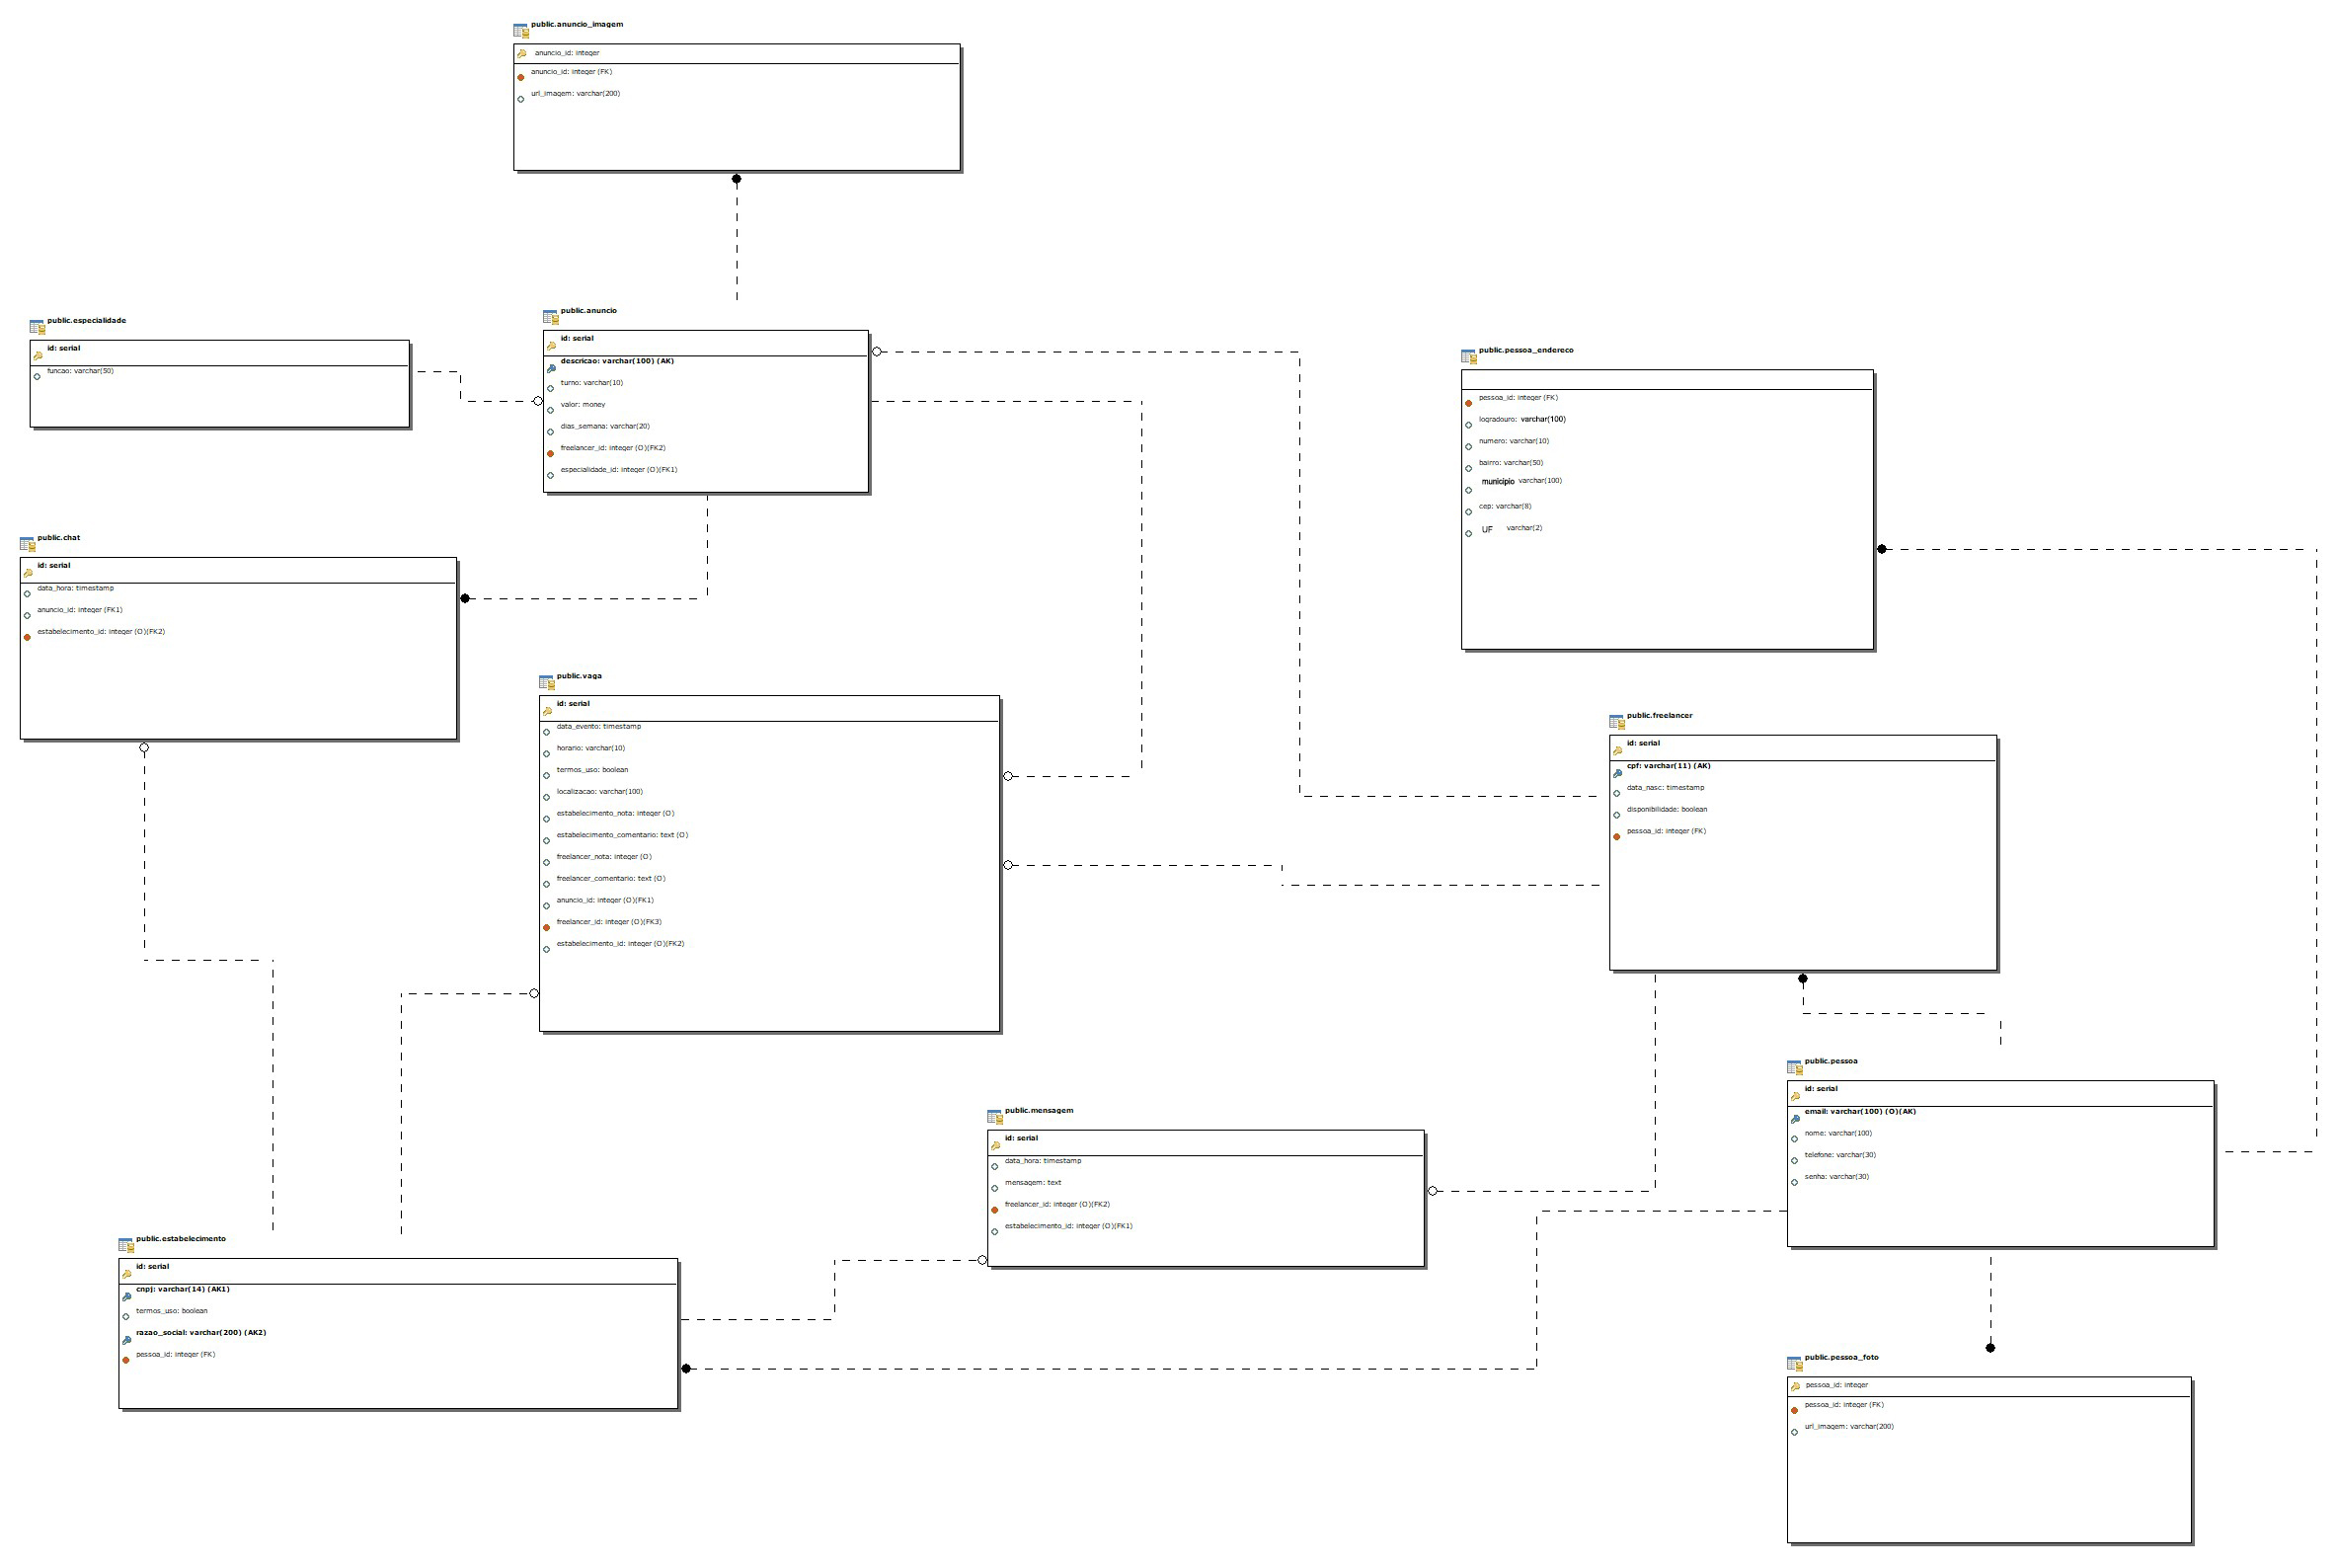 public.anuncio_imagem
anuncio_id: integer
anuncio_id: integer (FK)
url_imagem: varchar(200)
public.especialidade
id: serial
funcao: varchar(50)
public.anuncio
id: serial
descricao: varchar(100) (AK)
turno: varchar(10)
valor: money
dias_semana: varchar(20)
freelancer_id: integer (O)(FK2)
especialidade_id: integer (O)(FK1)
public.pessoa_endereco
pessoa_id: integer (FK)
logradouro: varchar(100)
numero: varchar(10)
bairro: varchar(50)
municipio varchar(100)
cep: varchar(8)
UF varchar(2)
public.chat
id: serial
data_hora: timestamp
anuncio_id: integer (FK1)
estabelecimento_id: integer (O)(FK2)
public.vaga
id: serial
data_evento: timestamp
horario: varchar(10)
termos_uso: boolean
localizacao: varchar(100)
estabelecimento_nota: integer (O)
estabelecimento_comentario: text (O)
freelancer_nota: integer (O)
freelancer_comentario: text (O)
anuncio_id: integer (O)(FK1)
freelancer_id: integer (O)(FK3)
estabelecimento_id: integer (O)(FK2)
public.freelancer
id: serial
cpf: varchar(11) (AK)
data_nasc: timestamp
disponibilidade: boolean
pessoa_id: integer (FK)
public.pessoa
id: serial
email: varchar(100) (O)(AK)
nome: varchar(100)
telefone: varchar(30)
senha: varchar(30)
public.mensagem
id: serial
data_hora: timestamp
mensagem: text
freelancer_id: integer (O)(FK2)
estabelecimento_id: integer (O)(FK1)
public.estabelecimento
id: serial
cnpj: varchar(14) (AK1)
termos_uso: boolean
razao_social: varchar(200) (AK2)
pessoa_id: integer (FK)
public.pessoa_foto
pessoa_id: integer
pessoa_id: integer (FK)
url_imagem: varchar(200)